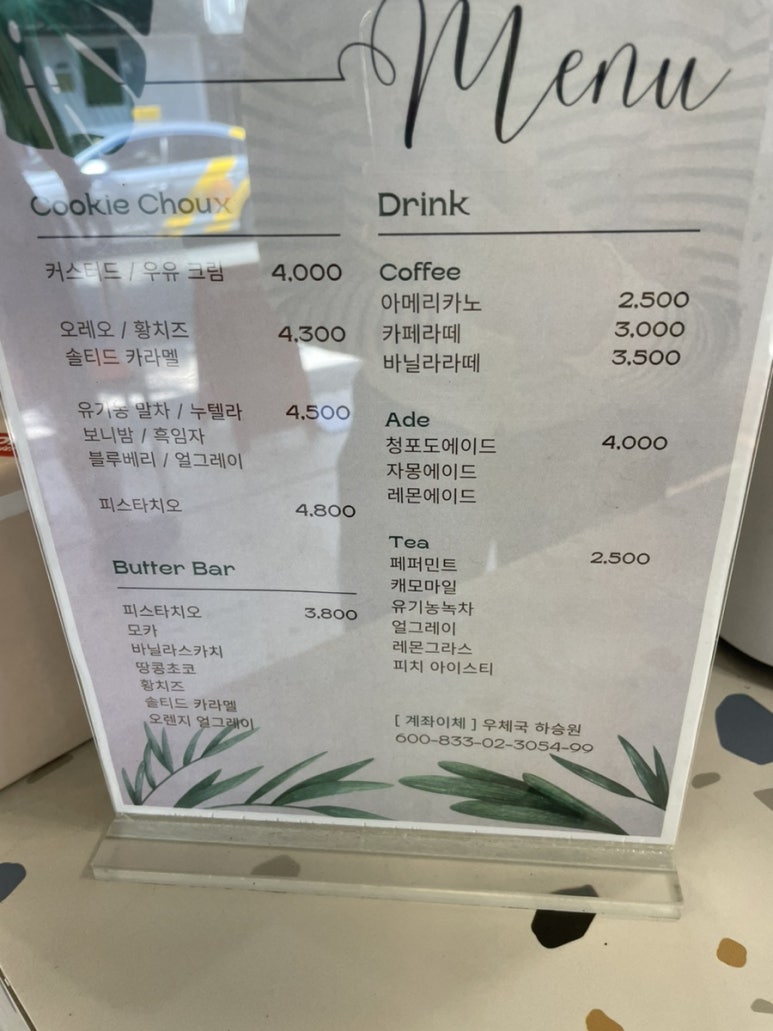 Menu
Cookie Choux
커스터드 / 우유 크림 4,000
오레오 / 황치즈 4,300
솔티드 카라멜
유기농 말차 / 누텔라 4,500
보니밤 / 흑임자
블루베리 / 얼그레이
피스타치오 4,800
Butter Bar
피스타치오 3,800
모카
바닐라스카치
땅콩초코
황치즈
솔티드 카라멜
오렌지 얼그레이
Drink
Coffee
아메리카노 2,500
카페라떼 3,000
바닐라라떼 3,500
Ade
청포도에이드 4,000
자몽에이드
레몬에이드
Tea
페퍼민트 2,500
캐모마일
유기농녹차
얼그레이
레몬그라스
피치 아이스티
[ 계좌이체 ] 우체국 하승원
600-833-02-3054-99